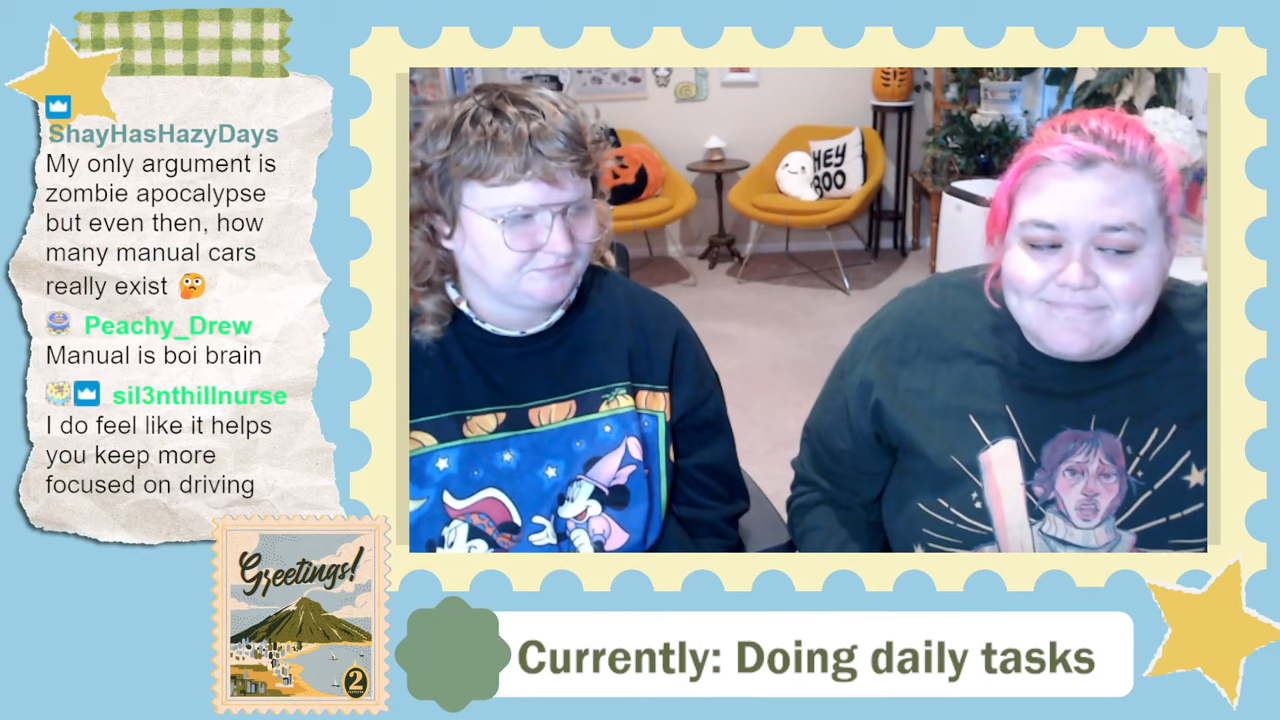 ShayHasHazyDays
My only argument is
zombie apocalypse
but even then, how
many manual cars
really exist
Peachy_Drew
Manual is boi brain
sil3nthillnurse
I do feel like it helps
you keep more
focused on driving
HEY
BOO
Greetings!
2
Currently: Doing daily tasks